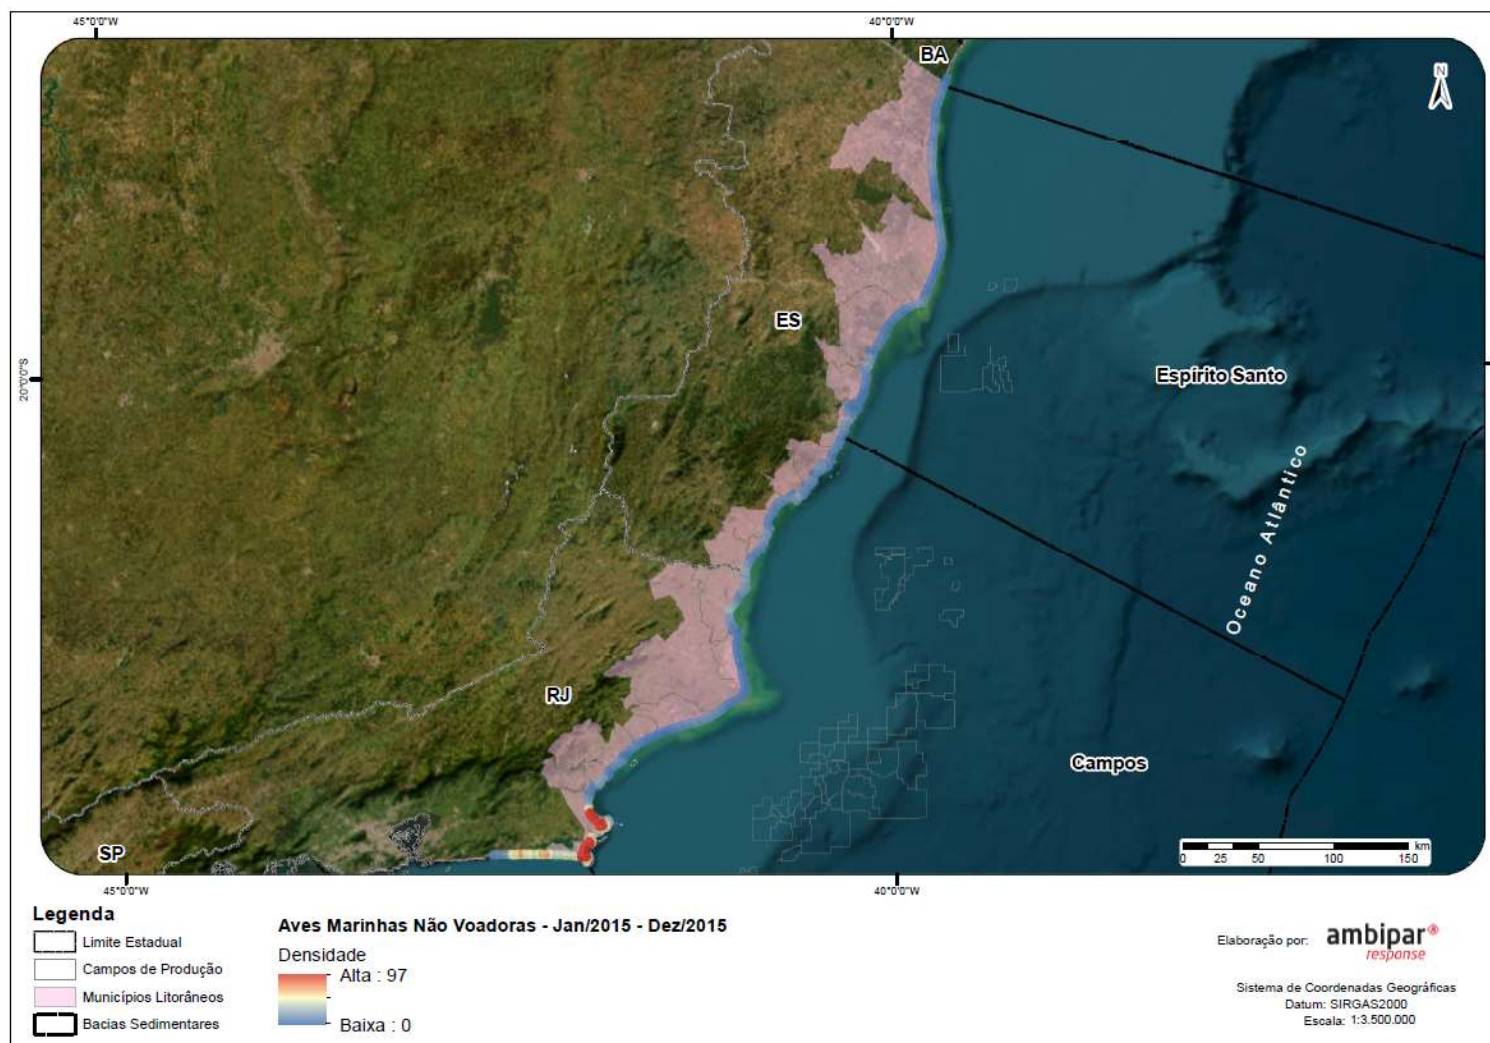 45°0'0"W 40°0'0"W
BA
N
ES
20°0'0"S
Espírito Santo
Oceano Atlântico
RJ
Campos
SP
km
0 25 50 100 150
45°0'0"W 40°0'0"W
Legenda
Limite Estadual
Campos de Produção
Municípios Litorâneos
Bacias Sedimentares
Aves Marinhas Não Voadoras - Jan/2015 - Dez/2015
Densidade
Alta : 97
Baixa : 0
Elaboração por: ambipar®
response
Sistema de Coordenadas Geográficas
Datum: SIRGAS2000
Escala: 1:3.500.000